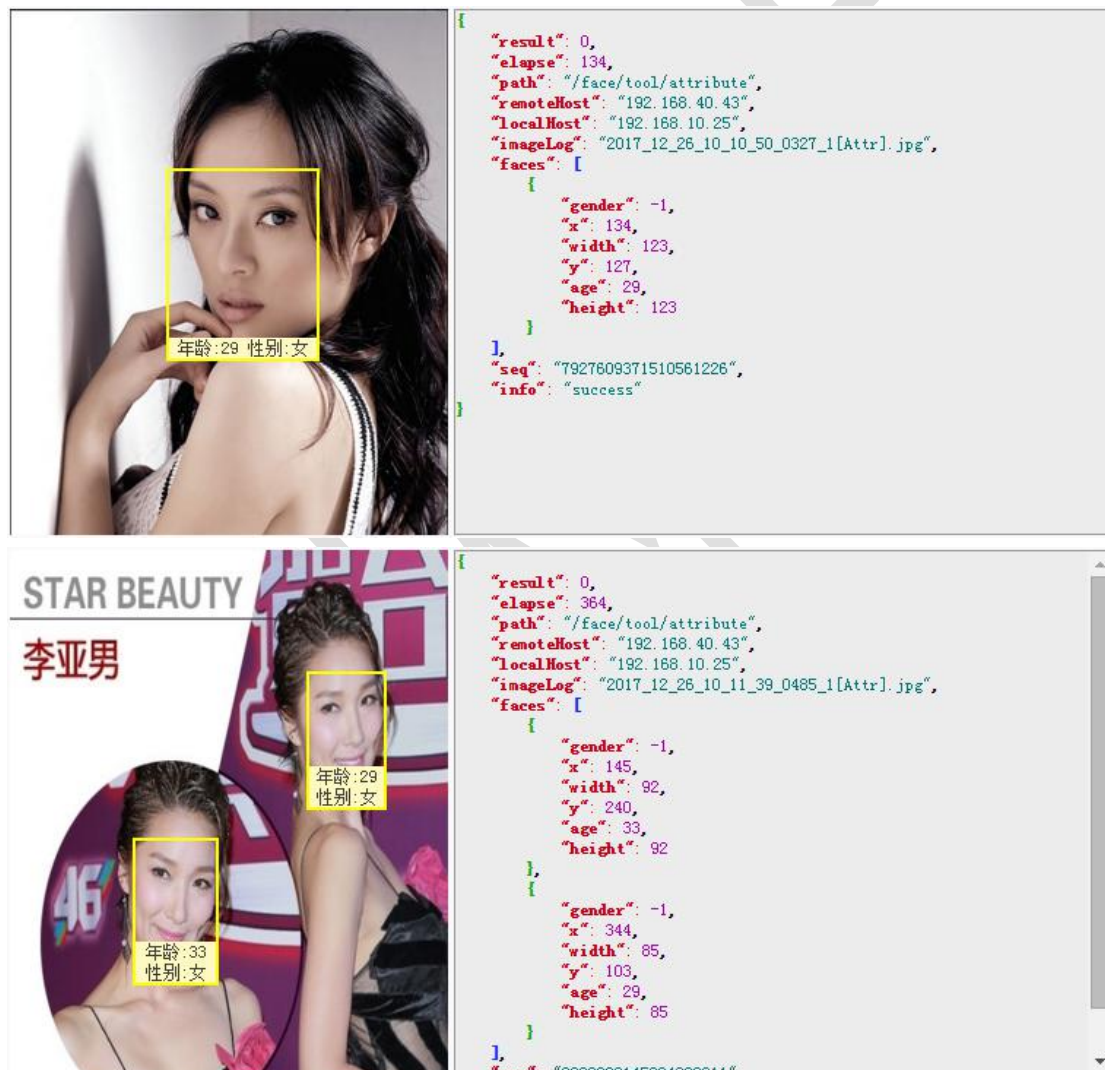 {
"result": 0,
"elapse": 134,
"path": "/face/tool/attribute",
"remoteHost": "192.168.40.43",
"localHost": "192.168.10.25",
"imageLog": "2017_12_26_10_10_50_0327_1[Attr].jpg",
"faces": [
{
"gender": -1,
"x": 134,
"width": 123,
"y": 127,
"age": 29,
"height": 123
}
],
"seq": "7927609371510561226",
"info": "success"
}
年龄:29 性别:女
STAR BEAUTY
李亚男
年龄:29
性别:女
46
年龄:33
性别:女
{
"result": 0,
"elapse": 364,
"path": "/face/tool/attribute",
"remoteHost": "192.168.40.43",
"localHost": "192.168.10.25",
"imageLog": "2017_12_26_10_11_39_0485_1[Attr].jpg",
"faces": [
{
"gender": -1,
"x": 145,
"width": 92,
"y": 240,
"age": 33,
"height": 92
},
{
"gender": -1,
"x": 344,
"width": 85,
"y": 103,
"age": 29,
"height": 85
}
],